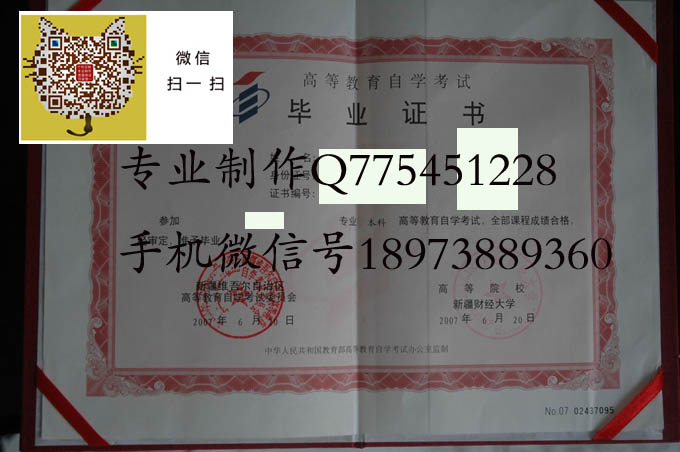 微信
扫一扫
高等教育自学考试
毕业证书
专业制作Q775451228
证书编号:
参加 专业 本科 高等教育自学考试,全部课程成绩合格,
手机微信号18973889360
新疆维吾尔自治区
高等教育自学考试委员会
2007 年 6 月 20 日
高等院校
新疆财经大学
2007 年 6 月 20 日
中华人民共和国教育部高等教育自学考试办公室监制
No.07 02437095